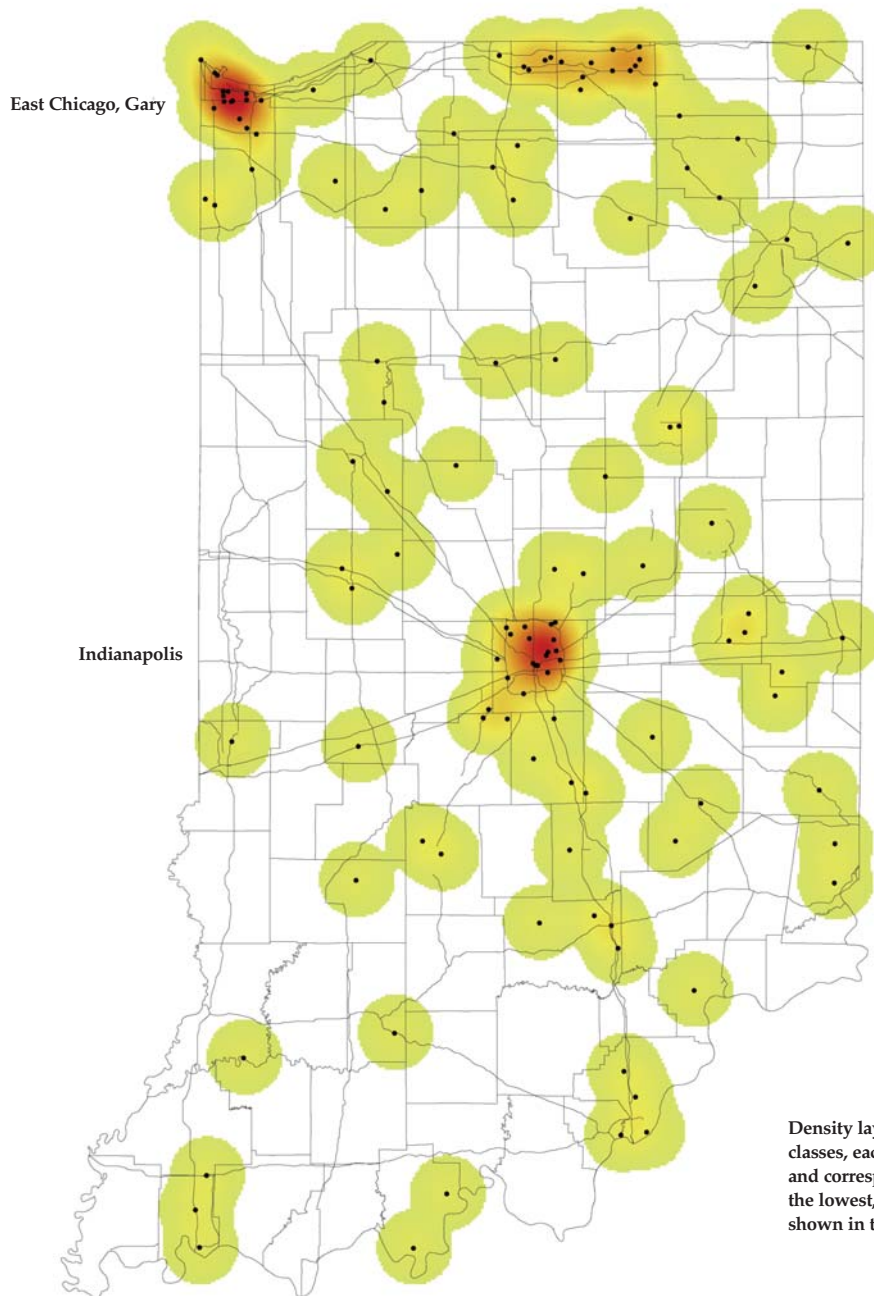 East Chicago, Gary
Indianapolis
Density lay
classes, eac
and corresp
the lowest,
shown in t